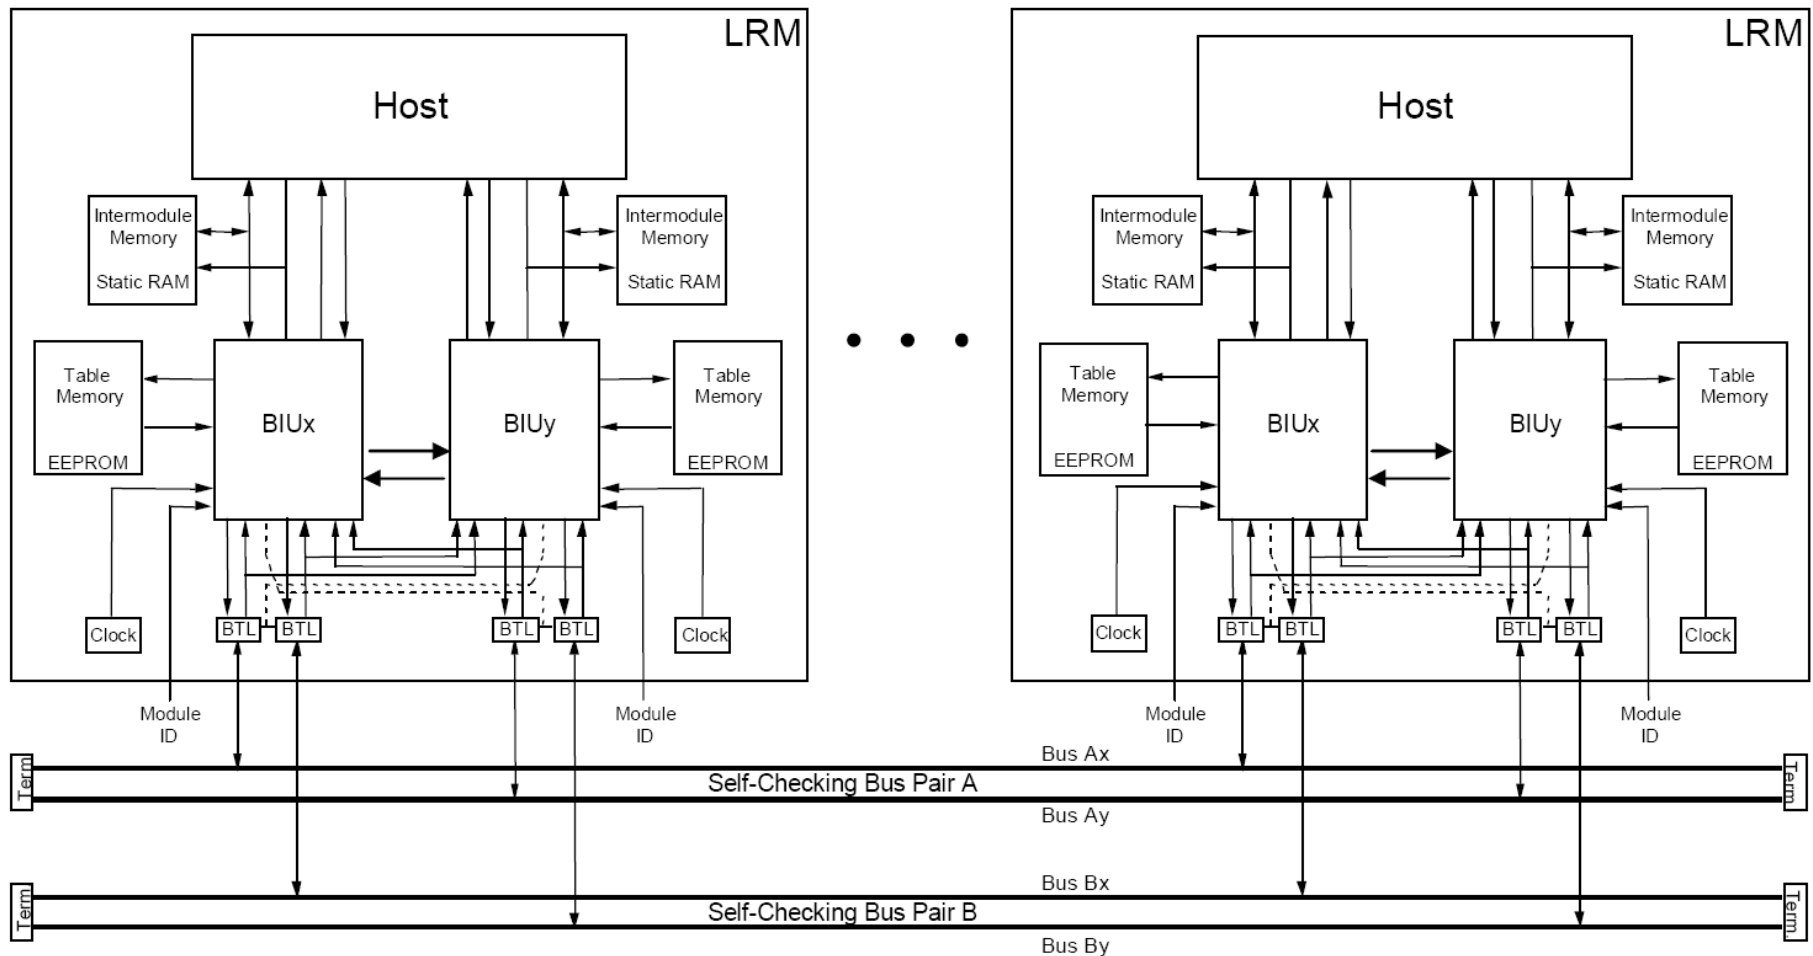 LRM
Host
Intermodule
Memory
Static RAM
Intermodule
Memory
Static RAM
Table
Memory
EEPROM
BIUx
BIUy
Table
Memory
EEPROM
Clock
BTL
BTL
BTL
BTL
Clock
Module
ID
Module
ID
LRM
Host
Intermodule
Memory
Static RAM
Intermodule
Memory
Static RAM
Table
Memory
EEPROM
BIUx
BIUy
Table
Memory
EEPROM
Clock
BTL
BTL
BTL
BTL
Clock
Module
ID
Module
ID
Term
Bus Ax
Self-Checking Bus Pair A
Bus Ay
Term
Term
Bus Bx
Self-Checking Bus Pair B
Bus By
Term